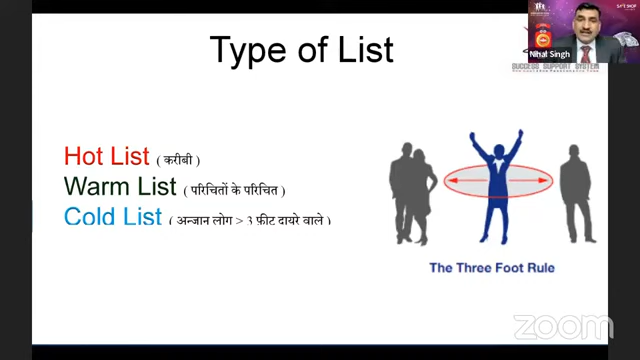 Type of List
Nihal Singh
SUCCESS SUPPORT SYSTEM
Hot List ( करीबी )
Warm List ( परिचितों के परिचित )
Cold List ( अन्जान लोग > 3 फ़ीट दायरे वाले )
The Three Foot Rule
zoom